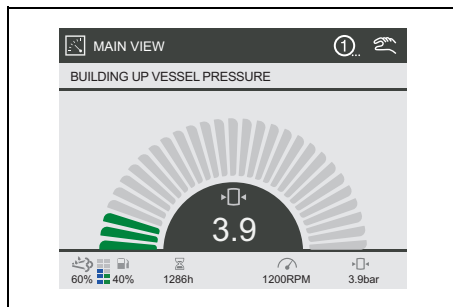 MAIN VIEW
1...
BUILDING UP VESSEL PRESSURE
3.9
60% 40% 1286h 1200RPM 3.9bar